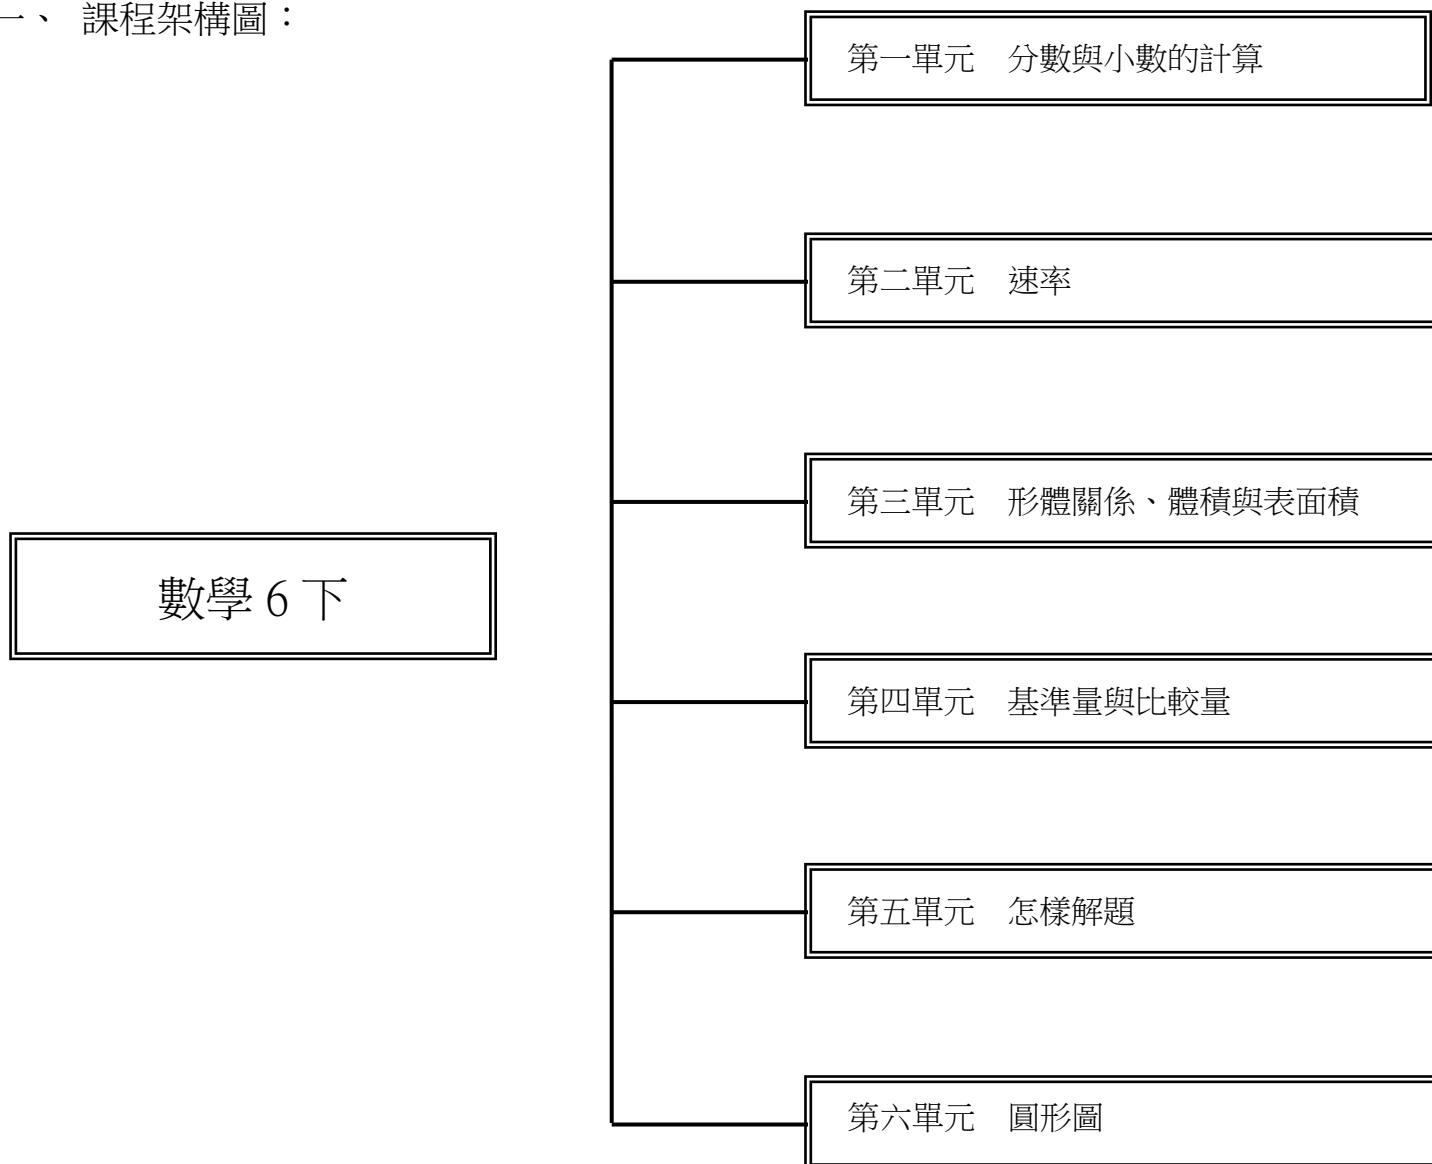 一、 課程架構圖：
第一單元　分數與小數的計算
第二單元　速率
第三單元　形體關係、體積與表面積
數學 6 下
第四單元　基準量與比較量
第五單元　怎樣解題
第六單元　圓形圖